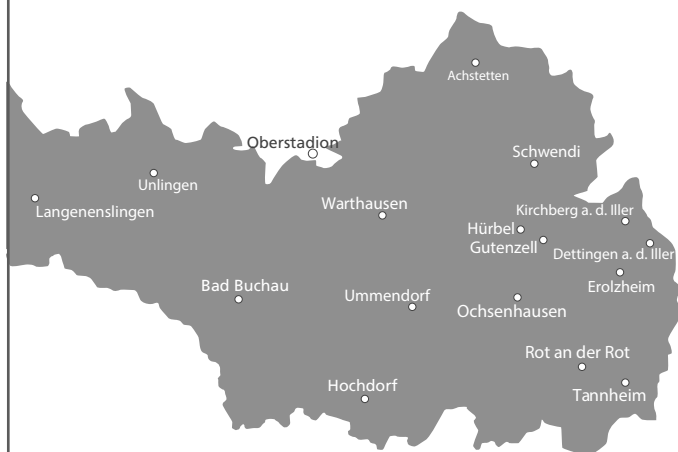 Achstetten
Oberstadion
Schwendi
Unlingen
Langenenslingen
Warthausen
Kirchberg a. d. Iller
Hürbel
Gutenzell
Dettingen a. d. Iller
Bad Buchau
Ummendorf
Erolzheim
Ochsenhausen
Rot an der Rot
Hochdorf
Tannheim